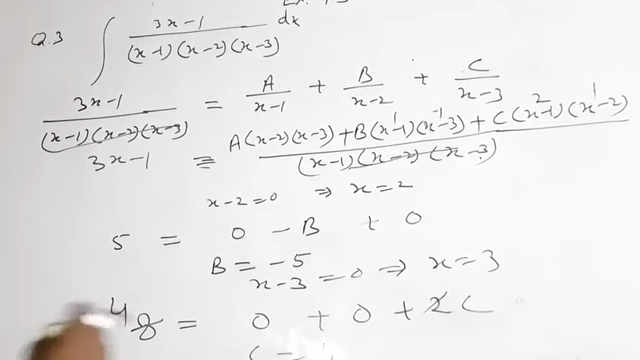 Q.3 ∫ 3x-1 / (x-1)(x-2)(x-3) dx
3x-1 / (x-1)(x-2)(x-3) = A / x-1 + B / x-2 + C / x-3
3x-1 = A(x-2)(x-3) + B(x-1)(x-3) + C(x-1)(x-2) / (x-1)(x-2)(x-3)
x-2=0 ⇒ x=2
5 = 0 - B + 0
B = -5
x-3=0 ⇒ x=3
4 8 = 0 + 0 + 2C